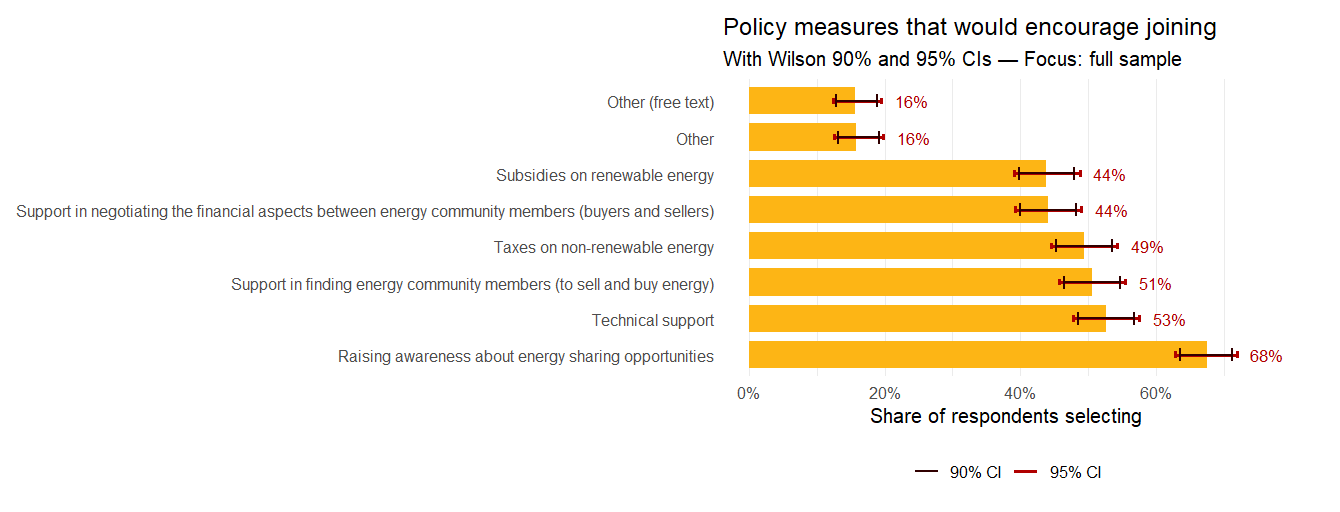 Policy measures that would encourage joining
With Wilson 90% and 95% CIs — Focus: full sample
Other (free text) 16%
Other 16%
Subsidies on renewable energy 44%
Support in negotiating the financial aspects between energy community members (buyers and sellers) 44%
Taxes on non-renewable energy 49%
Support in finding energy community members (to sell and buy energy) 51%
Technical support 53%
Raising awareness about energy sharing opportunities 68%
0% 20% 40% 60%
Share of respondents selecting
90% CI 95% CI